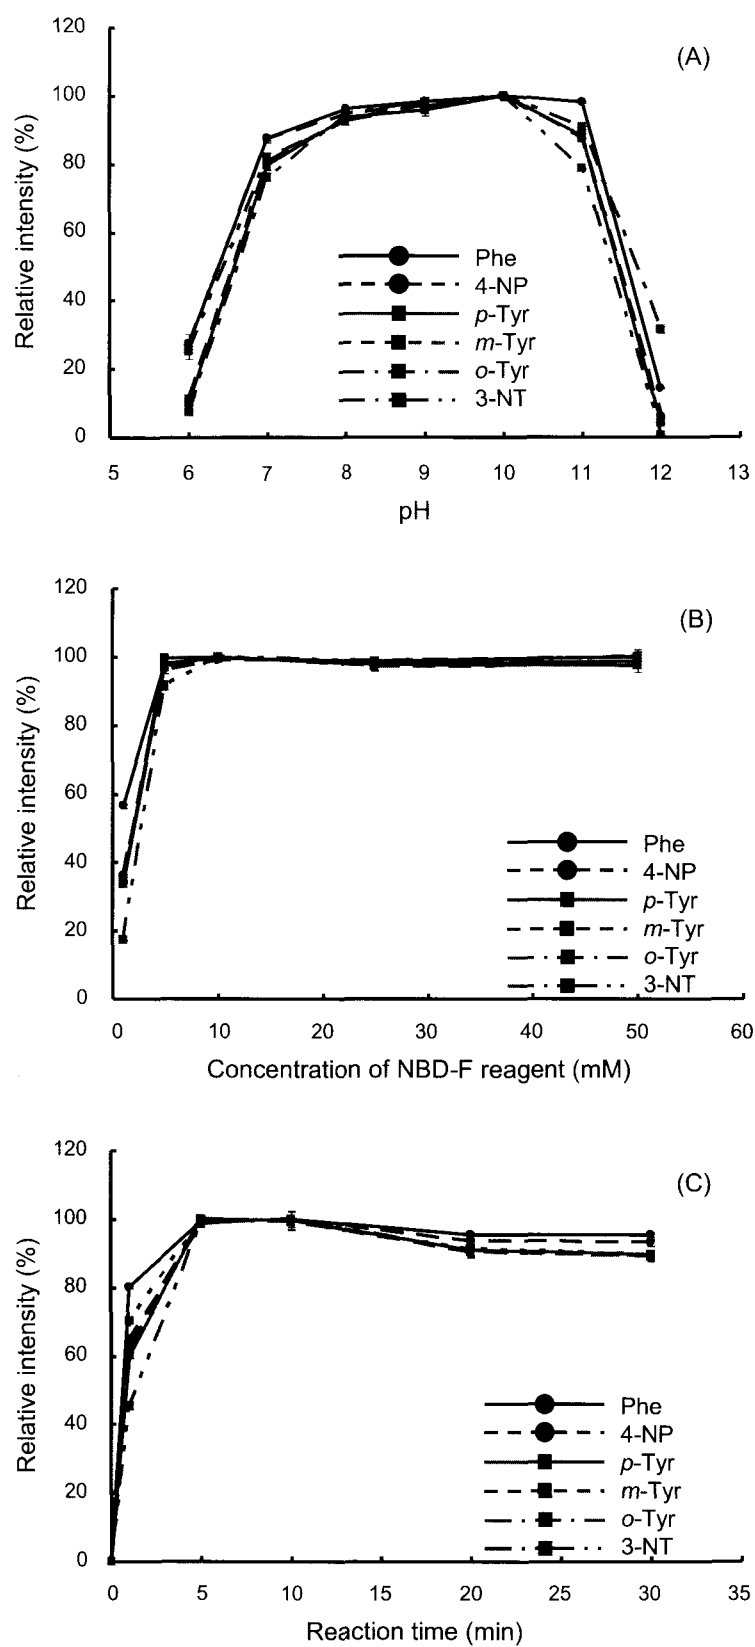 (A)
120
100
80
60
40
20
0
Relative intensity (%)
Phe
4-NP
p-Tyr
m-Tyr
o-Tyr
3-NT
5 6 7 8 9 10 11 12 13
pH
(B)
120
100
80
60
40
20
0
Relative intensity (%)
Phe
4-NP
p-Tyr
m-Tyr
o-Tyr
3-NT
0 10 20 30 40 50 60
Concentration of NBD-F reagent (mM)
(C)
120
100
80
60
40
20
0
Relative intensity (%)
Phe
4-NP
p-Tyr
m-Tyr
o-Tyr
3-NT
0 5 10 15 20 25 30 35
Reaction time (min)